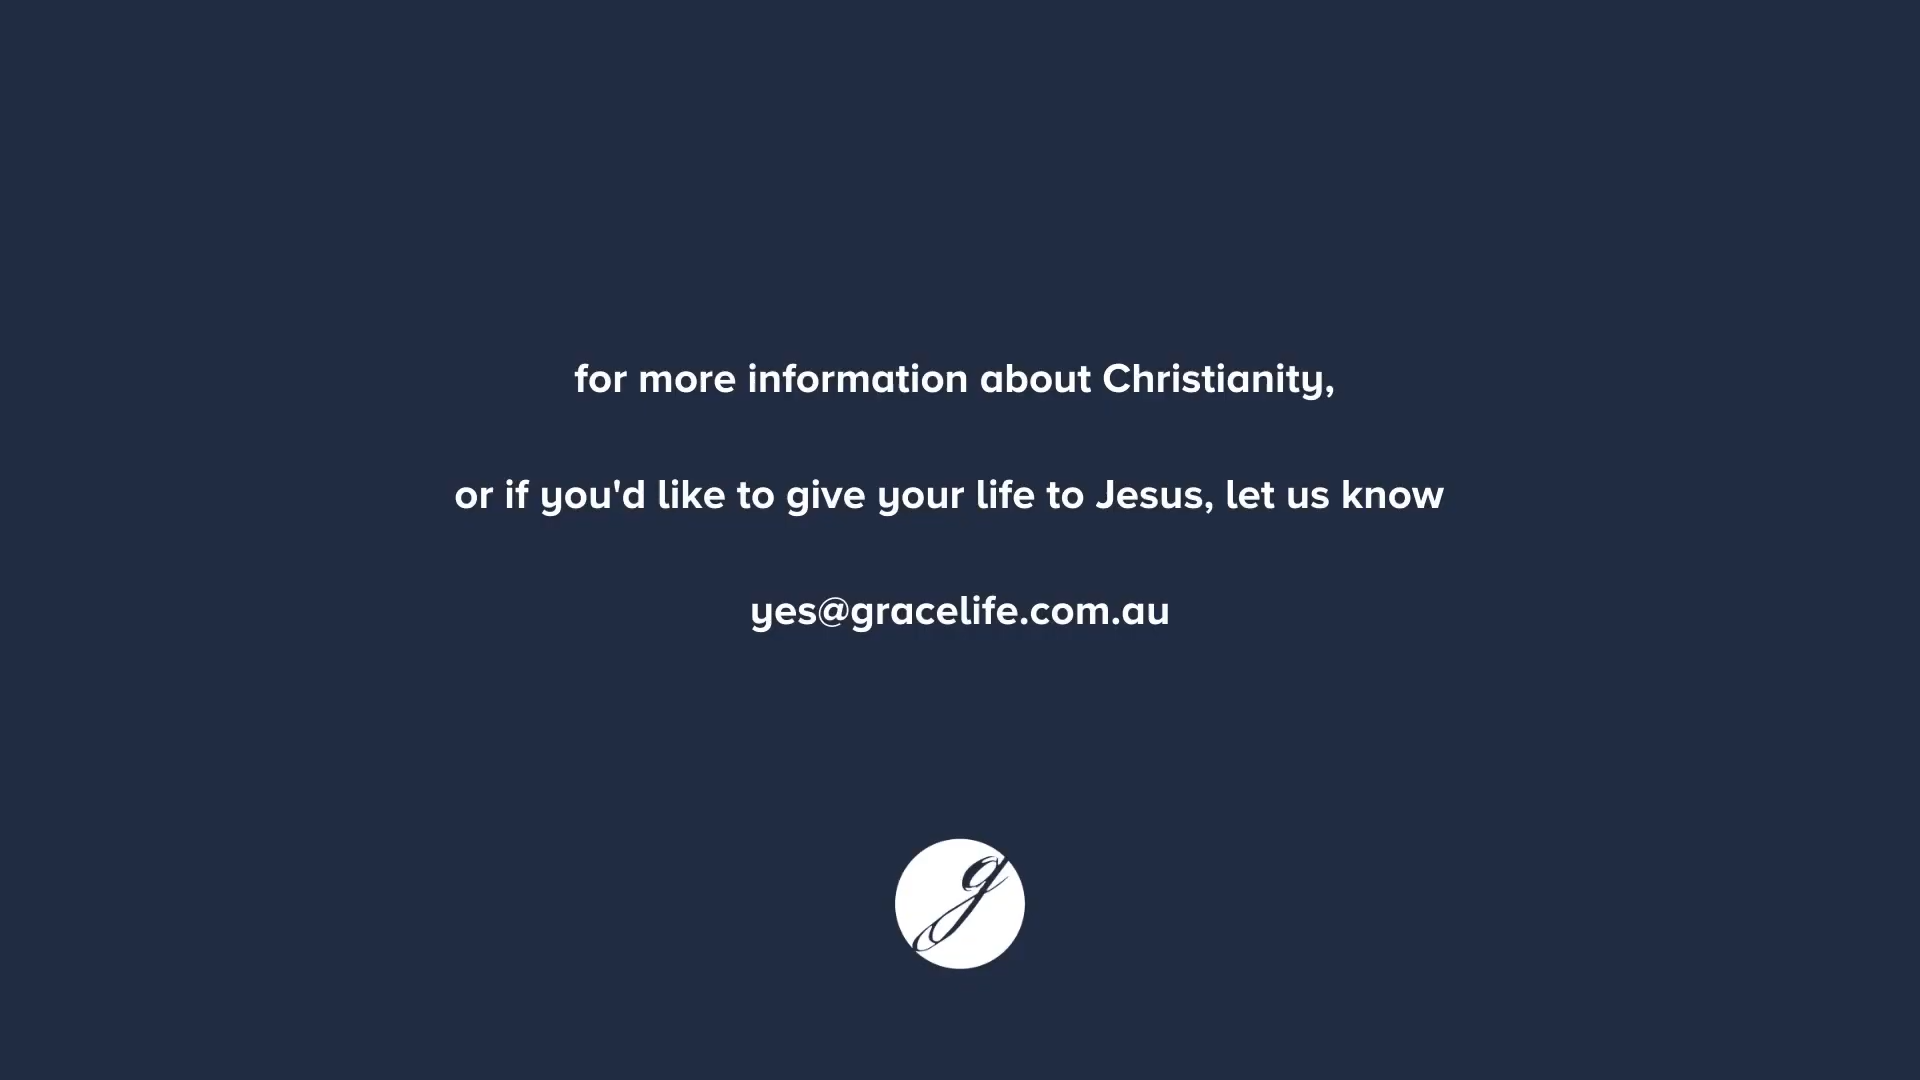 for more information about Christianity,
or if you'd like to give your life to Jesus, let us know
yes@gracelife.com.au
g